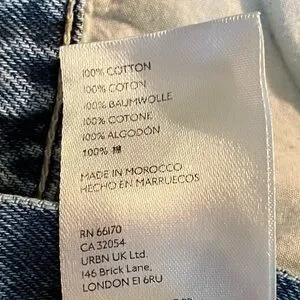 100% COTTON
100% COTON
100% BAUMWOLLE
100% COTONE
100% ALGODÓN
100% 棉
MADE IN MOROCCO
HECHO EN MARRUECOS
RN 66170
CA 32054
URBN UK Ltd.
146 Brick Lane,
LONDON E1 6RU